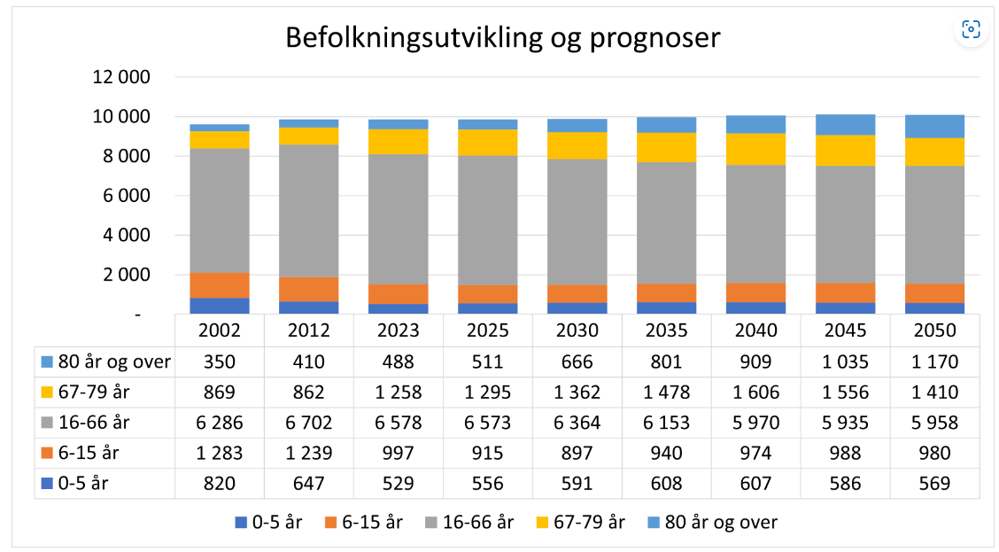 Befolkningsutvikling og prognoser
12 000
10 000
8 000
6 000
4 000
2 000
-
2002 2012 2023 2025 2030 2035 2040 2045 2050
80 år og over 350 410 488 511 666 801 909 1 035 1 170
67-79 år 869 862 1 258 1 295 1 362 1 478 1 606 1 556 1 410
16-66 år 6 286 6 702 6 578 6 573 6 364 6 153 5 970 5 935 5 958
6-15 år 1 283 1 239 997 915 897 940 974 988 980
0-5 år 820 647 529 556 591 608 607 586 569
0-5 år 6-15 år 16-66 år 67-79 år 80 år og over